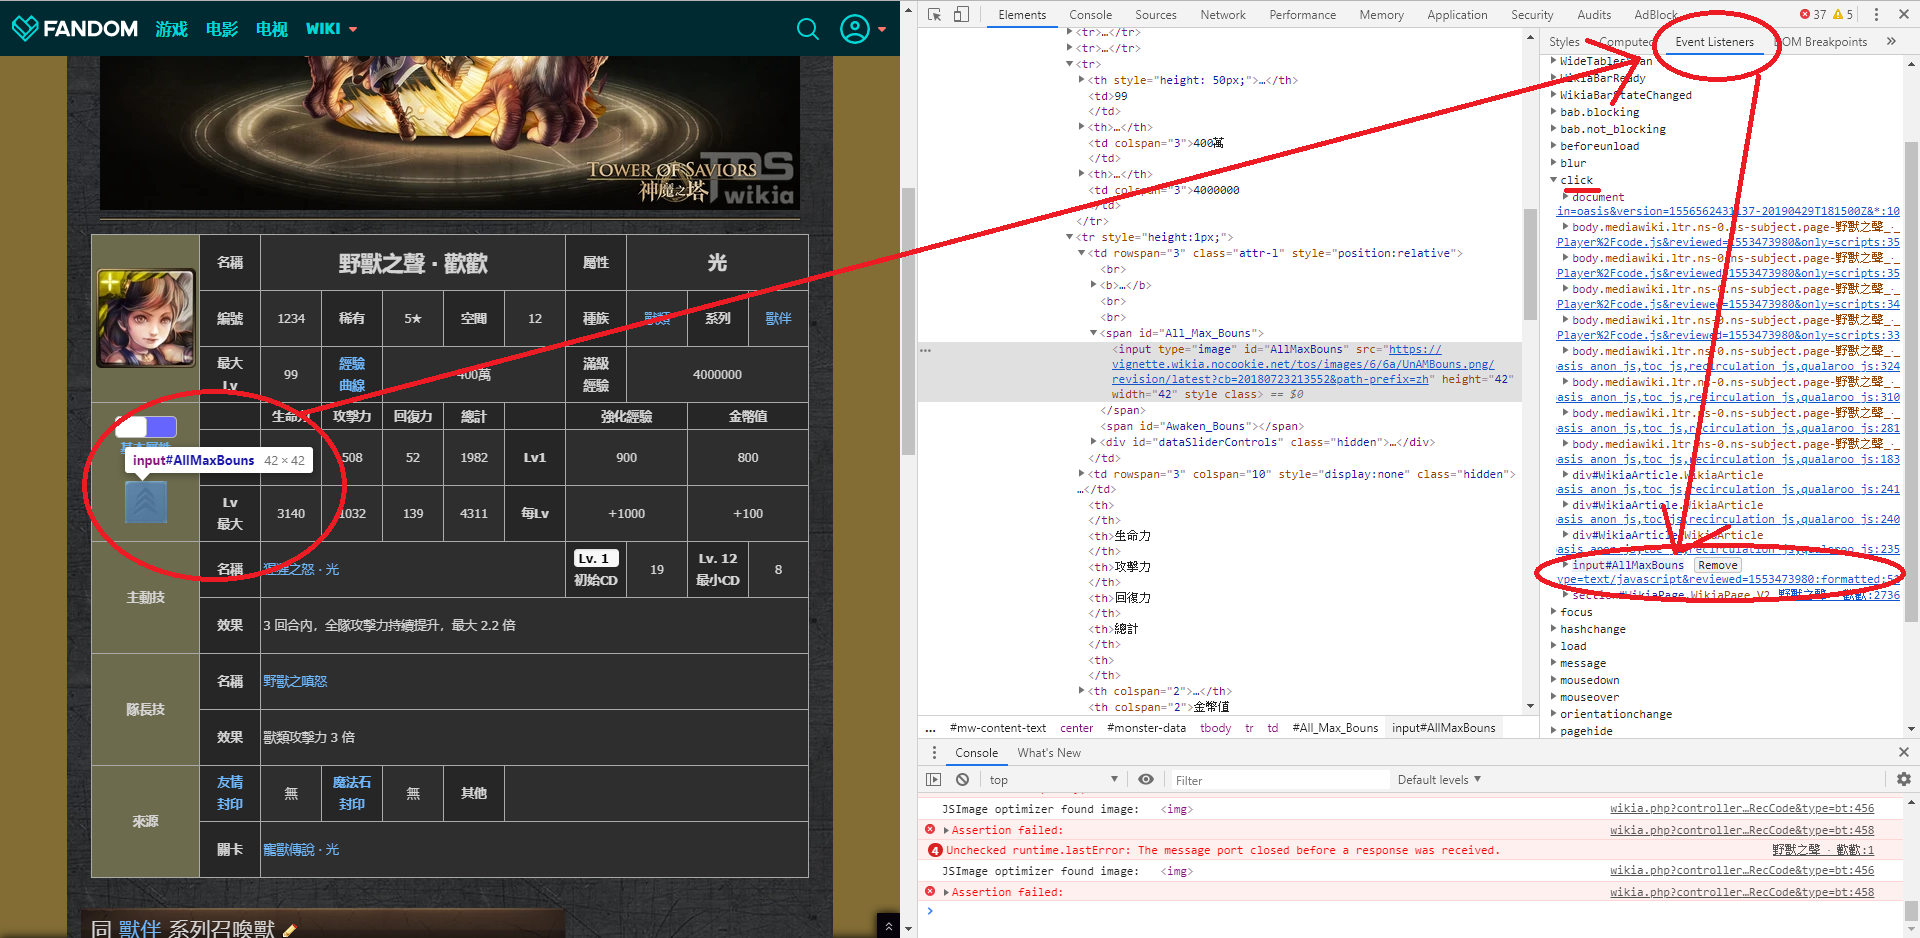 FANDOM 游戏 电影 电视 WIKI
TOWER OF SAVIORS
神魔之塔
TOS
wikia
名稱 野獸之聲 · 歡歡 屬性 光
編號 1234 稀有 5★ 空間 12 種族 獸類 系列 獸伴
最大 Lv 99 經驗曲線 400萬 滿級經驗 4000000
生命力 攻擊力 回復力 總計 強化經驗 金幣值
input#AllMaxBouns 42 × 42
508 52 1982 Lv1 900 800
Lv 最大 3140 1032 139 4311 每Lv +1000 +100
主動技
名稱 · 光 Lv. 1 初始CD 19 Lv. 12 最小CD 8
效果 3 回合內，全隊攻擊力持續提升，最大 2.2 倍
隊長技
名稱 野獸之嗔怒
效果 獸類攻擊力 3 倍
來源
友情封印 無 魔法石封印 無 其他
關卡 寵獸傳說 · 光
同 獸伴 系列召喚獸
Elements Console Sources Network Performance Memory Application Security Audits AdBlock 37 5
<tr>…</tr>
<tr>…</tr>
<tr>
<th style="height: 50px;">…</th>
<td>99
</td>
<th>…</th>
<td colspan="3">400萬
</td>
<th>…</th>
<td colspan="3">4000000
</td>
</tr>
<tr style="height:1px;">
<td rowspan="3" class="attr-l" style="position:relative">
<br>
<b>…</b>
<br>
<br>
<span id="All_Max_Bouns">
<input type="image" id="AllMaxBouns" src="https://
vignette.wikia.nocookie.net/tos/images/6/6a/UnAMBouns.png/
revision/latest?cb=20180723213552&path-prefix=zh" height="42"
width="42" style class> == $0
</span>
<span id="Awaken_Bouns"></span>
<div id="dataSliderControls" class="hidden">…</div>
</td>
<td rowspan="3" colspan="10" style="display:none" class="hidden">
…</td>
<th>
</th>
<th>生命力
</th>
<th>攻擊力
</th>
<th>回復力
</th>
<th>總計
</th>
<th>
</th>
<th colspan="2">…</th>
<th colspan="2">金幣值
... #mw-content-text center #monster-data tbody tr td #All_Max_Bouns input#AllMaxBouns
Styles Computed Event Listeners DOM Breakpoints »
WikiaBarReady
WikiaBarStateChanged
bab.blocking
bab.not_blocking
beforeunload
blur
click
document
in=oasis&version=1556562431137-20190429T181500Z&*:10
body.mediawiki.ltr.ns-0.ns-subject.page-野獸之聲_·_
Player%2Fcode.js&reviewed=1553473980&only=scripts:35
body.mediawiki.ltr.ns-0.ns-subject.page-野獸之聲_·_
Player%2Fcode.js&reviewed=1553473980&only=scripts:35
body.mediawiki.ltr.ns-0.ns-subject.page-野獸之聲_·_
Player%2Fcode.js&reviewed=1553473980&only=scripts:34
body.mediawiki.ltr.ns-0.ns-subject.page-野獸之聲_·_
Player%2Fcode.js&reviewed=1553473980&only=scripts:33
body.mediawiki.ltr.ns-0.ns-subject.page-野獸之聲_·_
asis_anon_js,toc_js,recirculation_js,qualaroo_js:324
body.mediawiki.ltr.ns-0.ns-subject.page-野獸之聲_·_
asis_anon_js,toc_js,recirculation_js,qualaroo_js:310
body.mediawiki.ltr.ns-0.ns-subject.page-野獸之聲_·_
asis_anon_js,toc_js,recirculation_js,qualaroo_js:281
body.mediawiki.ltr.ns-0.ns-subject.page-野獸之聲_·_
asis_anon_js,toc_js,recirculation_js,qualaroo_js:183
div#WikiaArticle.WikiaArticle
asis_anon_js,toc_js,recirculation_js,qualaroo_js:241
div#WikiaArticle.WikiaArticle
asis_anon_js,toc_js,recirculation_js,qualaroo_js:240
div#WikiaArticle.WikiaArticle
asis_anon_js,toc_js,recirculation_js,qualaroo_js:235
input#AllMaxBouns Remove
ype=text/javascript&reviewed=1553473980:formatted:51
section#WikiaPage.WikiaPage.V2 野獸之聲 · 歡歡:2736
focus
hashchange
load
message
mousedown
mouseover
orientationchange
pagehide
Console What's New
top Filter Default levels
JSImage optimizer found image: <img> wikia.php?controller…RecCode&type=bt:456
Assertion failed: wikia.php?controller…RecCode&type=bt:458
4 Unchecked runtime.lastError: The message port closed before a response was received. 野獸之聲 · 歡歡:1
JSImage optimizer found image: <img> wikia.php?controller…RecCode&type=bt:456
Assertion failed: wikia.php?controller…RecCode&type=bt:458